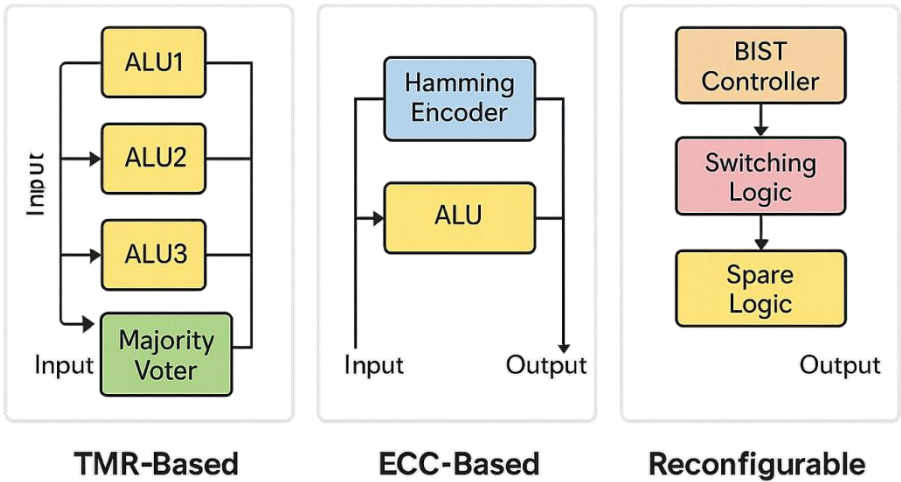 ALU1
ALU2
Input
ALU3
Majority
Voter
Input
TMR-Based
Hamming
Encoder
ALU
Input
Output
ECC-Based
BIST
Controller
Switching
Logic
Spare
Logic
Output
Reconfigurable